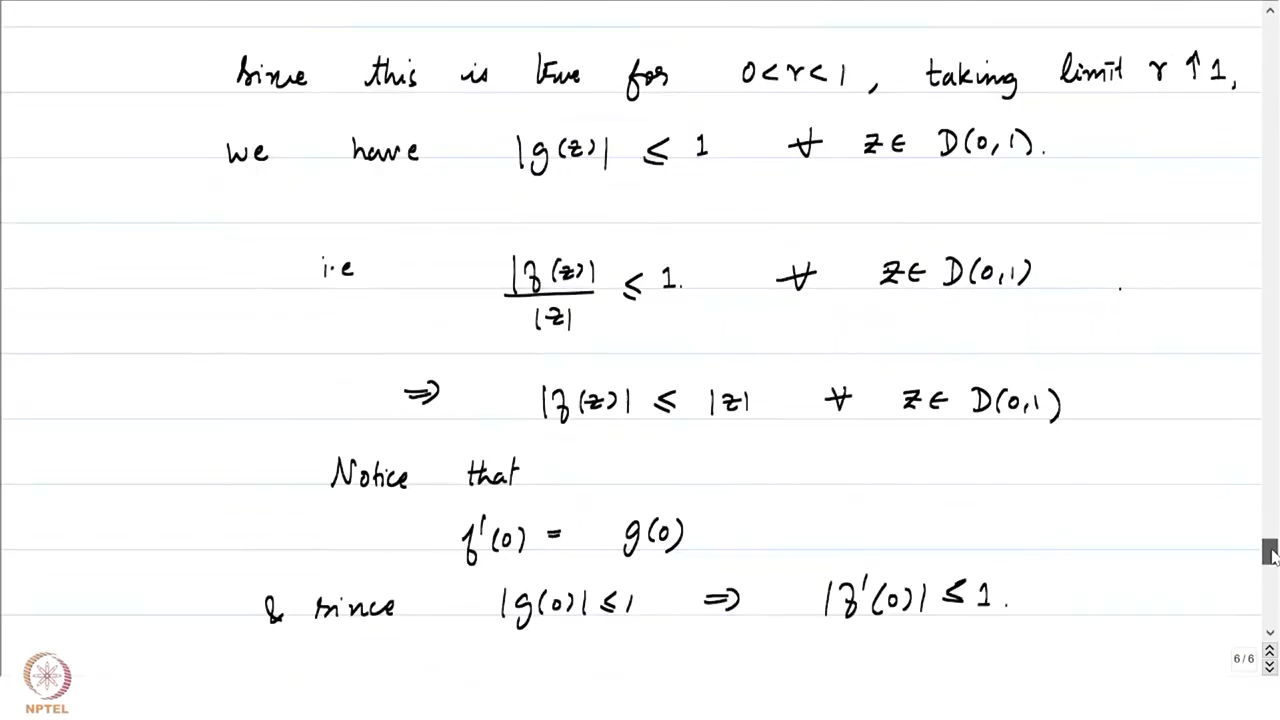 Since this is true for 0 < r < 1, taking limit r ↑ 1,
we have |g(z)| ≤ 1 ∀ z ∈ D(0,1).
i.e |f(z)| / |z| ≤ 1. ∀ z ∈ D(0,1)
⇒ |f(z)| ≤ |z| ∀ z ∈ D(0,1)
Notice that
f'(0) = g(0)
& since |g(0)| ≤ 1 ⇒ |f'(0)| ≤ 1.
6/6
NPTEL